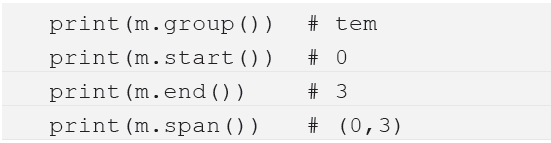 print(m.group())  # tem
print(m.start())  # 0
print(m.end())    # 3
print(m.span())   # (0,3)